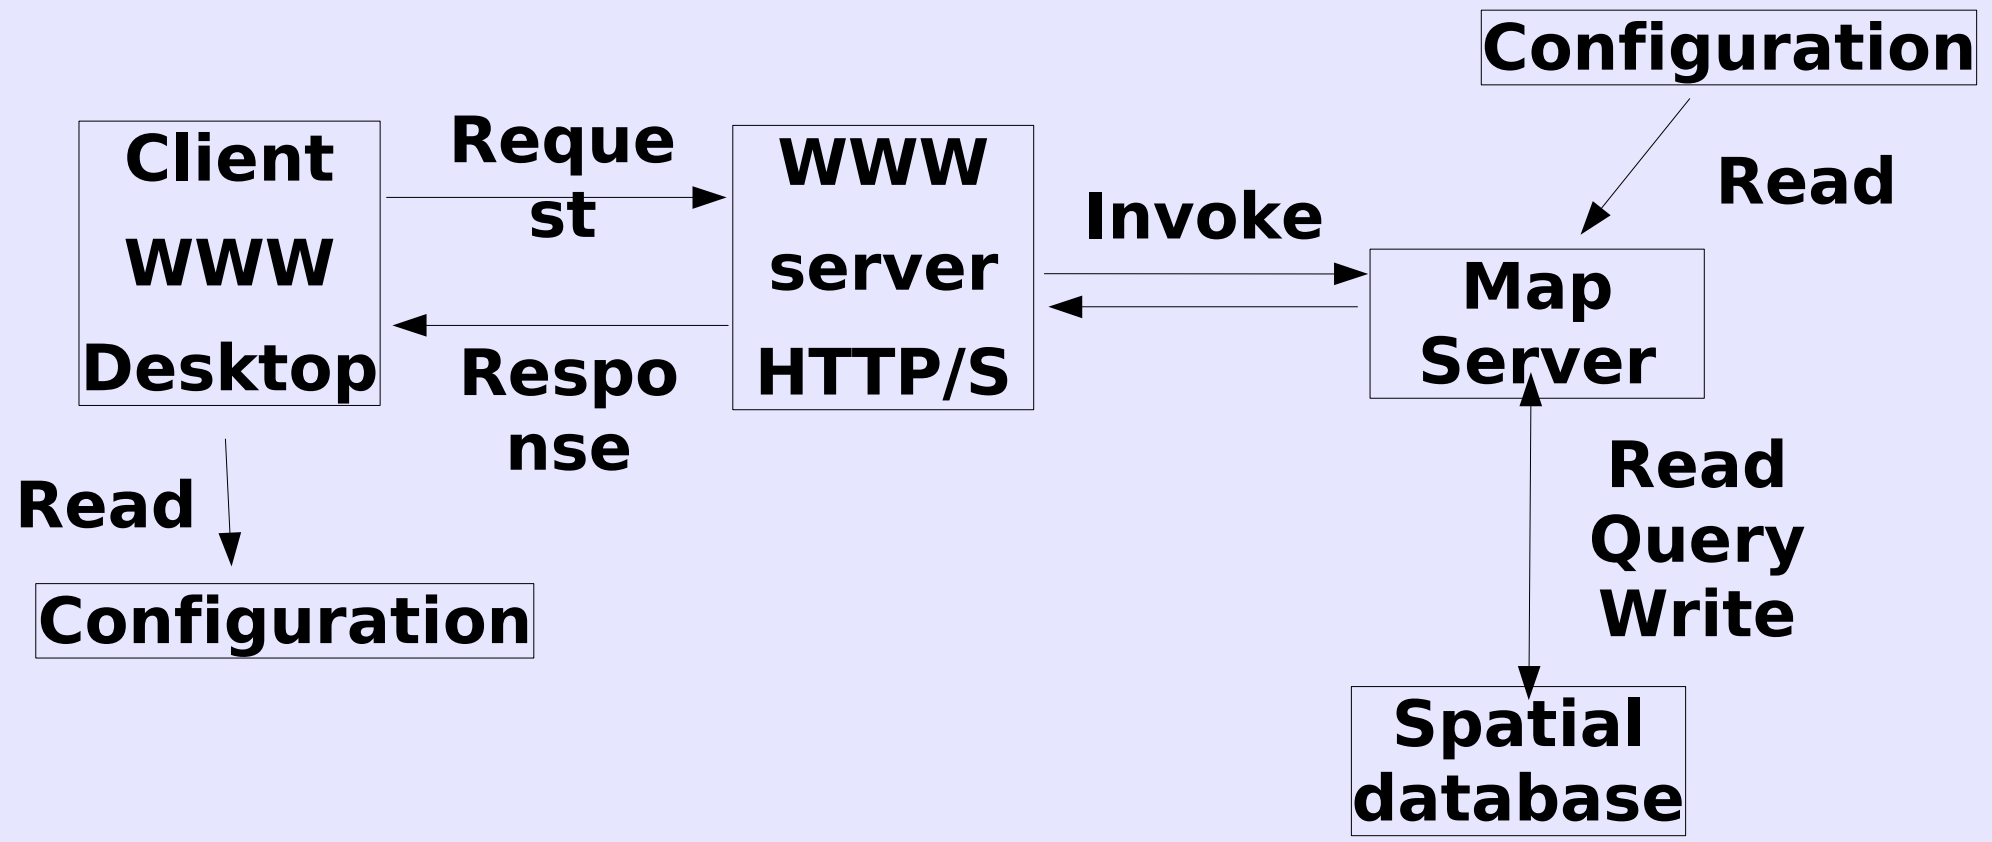 Configuration
Read
Client
WWW
Desktop
Reque
st
Respo
nse
WWW
server
HTTP/S
Invoke
Map
Server
Read
Configuration
Read
Query
Write
Spatial
database